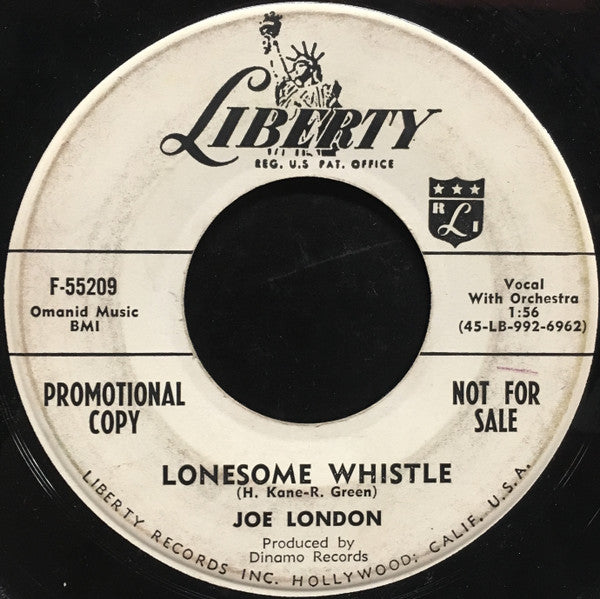 LIBERTY
REG. U.S PAT. OFFICE
R L I
F-55209
Omanid Music
BMI
Vocal
With Orchestra
1:56
(45-LB-992-6962)
PROMOTIONAL
COPY
NOT FOR
SALE
LONESOME WHISTLE
(H. Kane-R. Green)
JOE LONDON
Produced by
Dinamo Records
LIBERTY RECORDS INC. HOLLYWOOD, CALIF. U.S.A.